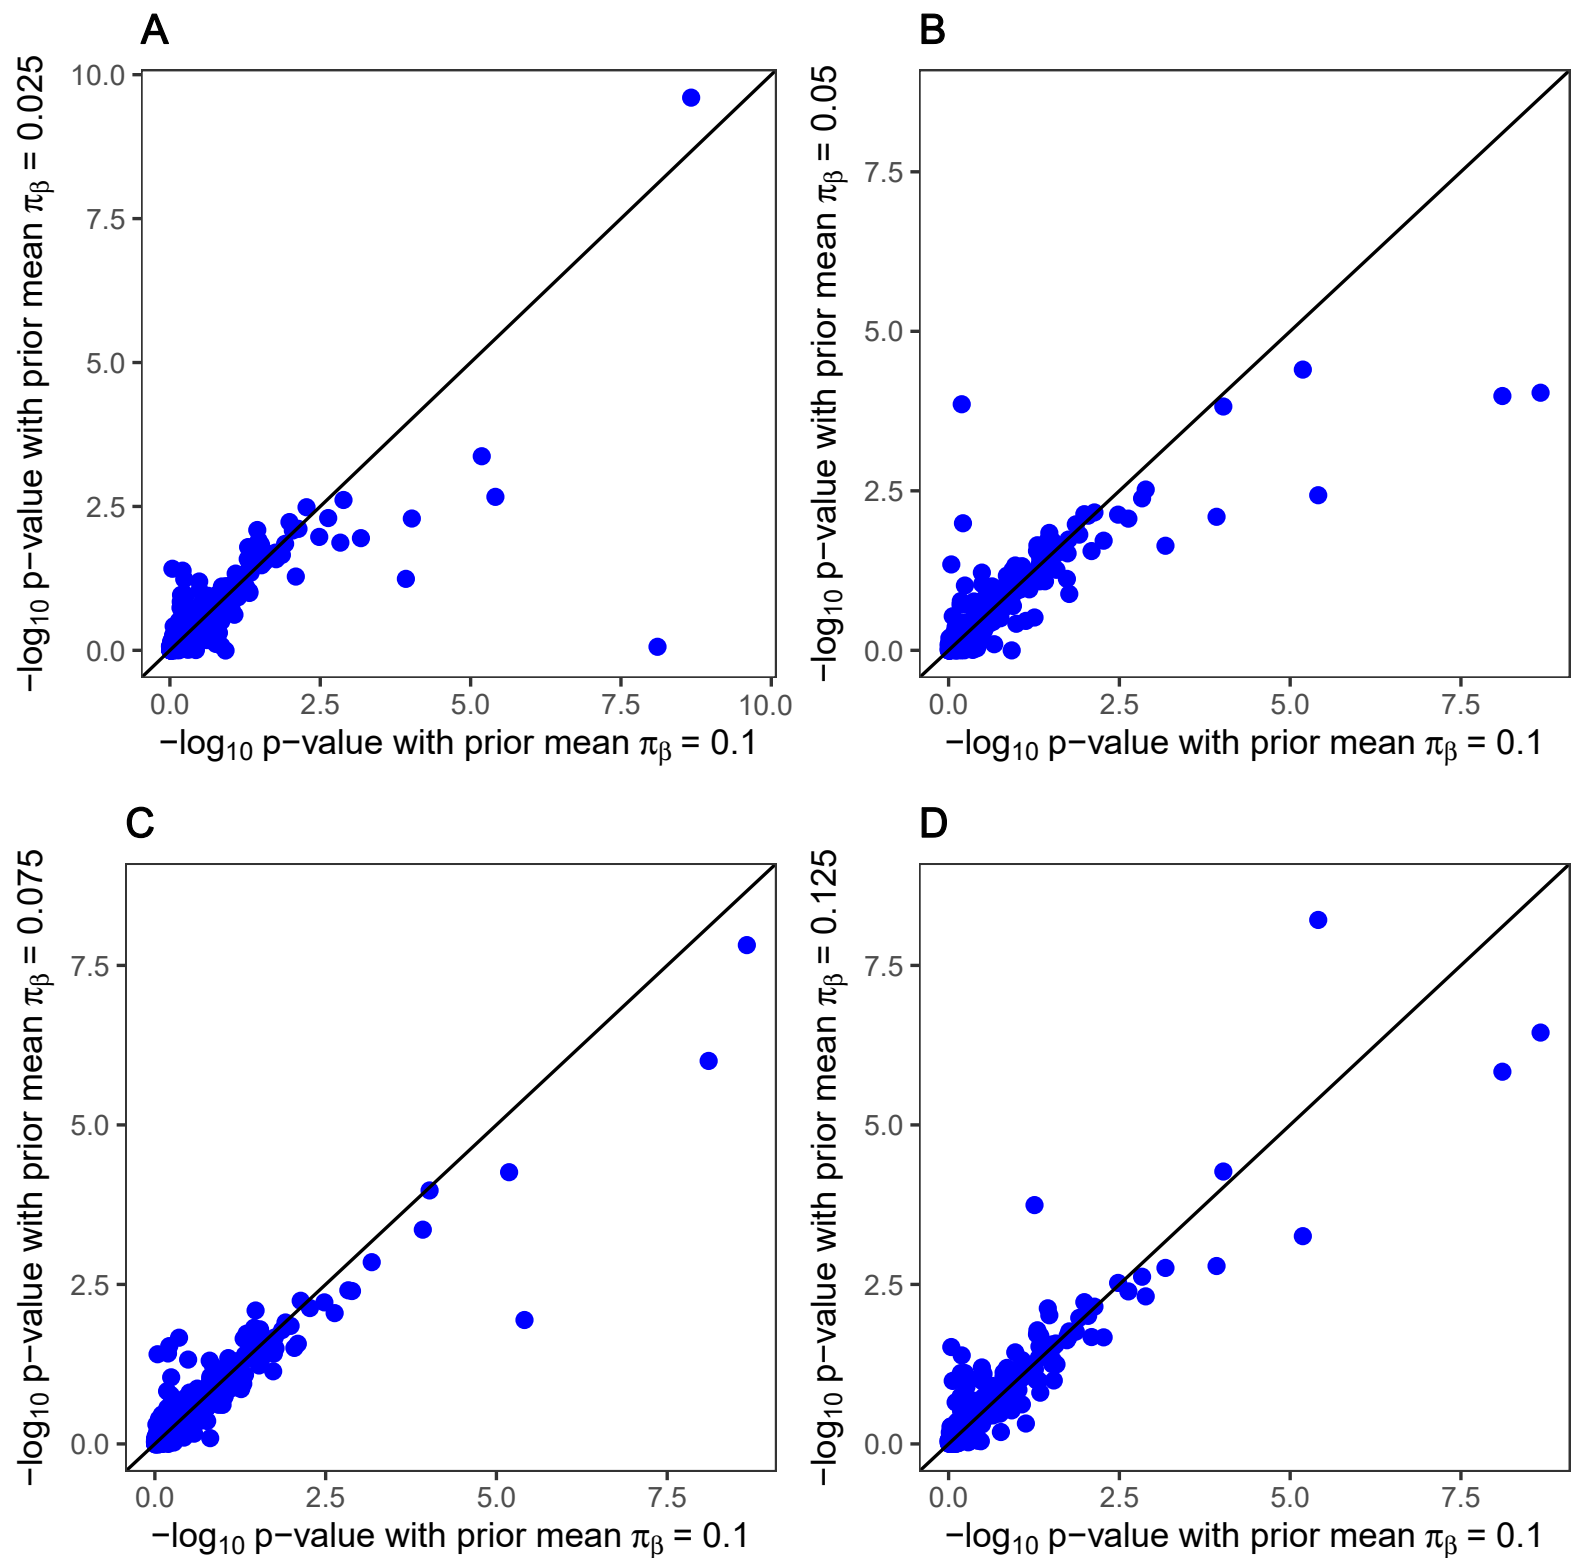 A
−log10 p−value with prior mean πβ = 0.025
10.0
7.5
5.0
2.5
0.0
0.0 2.5 5.0 7.5 10.0
−log10 p−value with prior mean πβ = 0.1
B
−log10 p−value with prior mean πβ = 0.05
7.5
5.0
2.5
0.0
0.0 2.5 5.0 7.5
−log10 p−value with prior mean πβ = 0.1
C
−log10 p−value with prior mean πβ = 0.075
7.5
5.0
2.5
0.0
0.0 2.5 5.0 7.5
−log10 p−value with prior mean πβ = 0.1
D
−log10 p−value with prior mean πβ = 0.125
7.5
5.0
2.5
0.0
0.0 2.5 5.0 7.5
−log10 p−value with prior mean πβ = 0.1